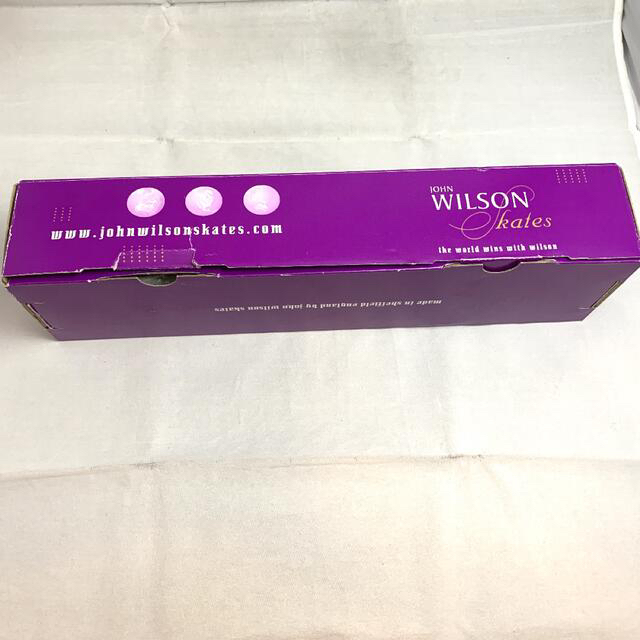 www.johnwilsonskates.com
JOHN
WILSON
Skates
the world wins with wilson
made in sheffield england by john wilson skates